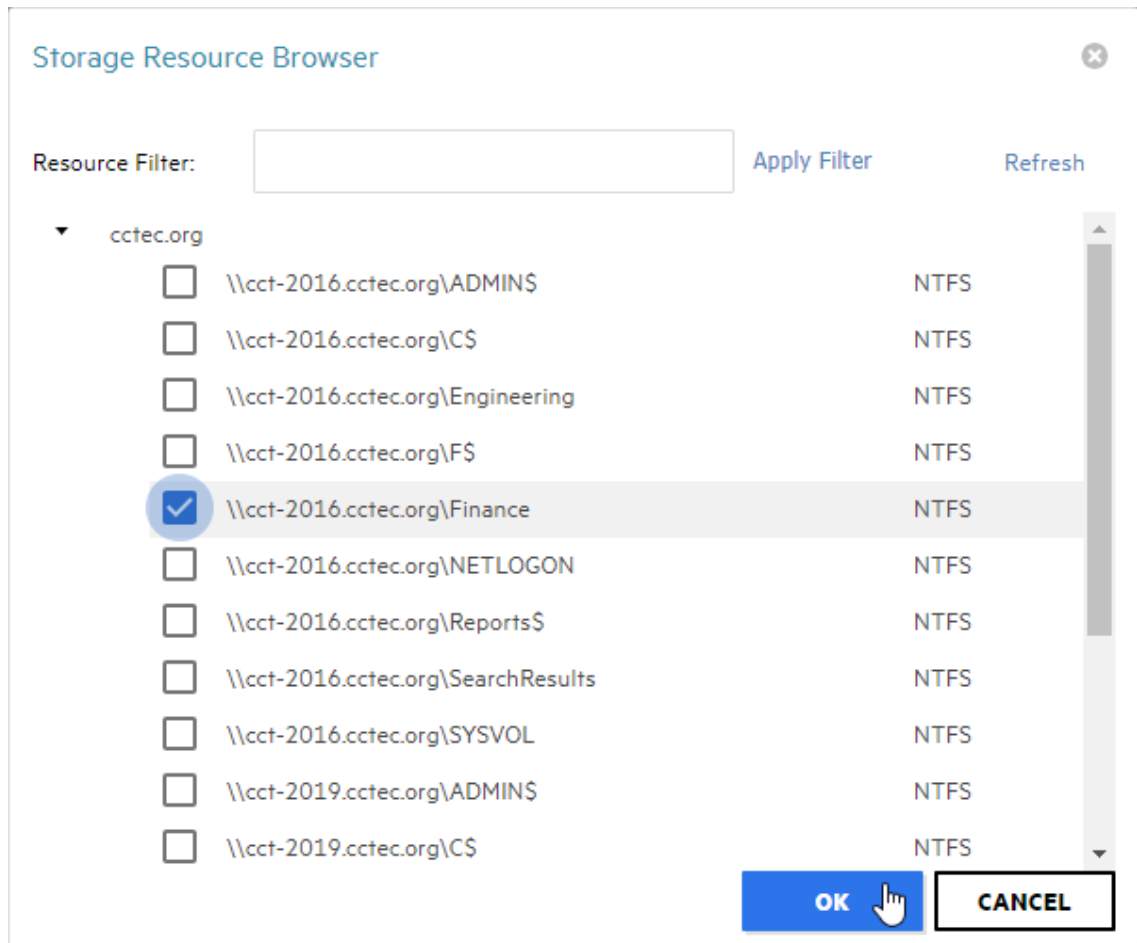 Storage Resource Browser
Resource Filter: Apply Filter Refresh
cctec.org
\\cct-2016.cctec.org\ADMIN$ NTFS
\\cct-2016.cctec.org\C$ NTFS
\\cct-2016.cctec.org\Engineering NTFS
\\cct-2016.cctec.org\F$ NTFS
\\cct-2016.cctec.org\Finance NTFS
\\cct-2016.cctec.org\NETLOGON NTFS
\\cct-2016.cctec.org\Reports$ NTFS
\\cct-2016.cctec.org\SearchResults NTFS
\\cct-2016.cctec.org\SYSVOL NTFS
\\cct-2019.cctec.org\ADMIN$ NTFS
\\cct-2019.cctec.org\C$ NTFS
OK CANCEL